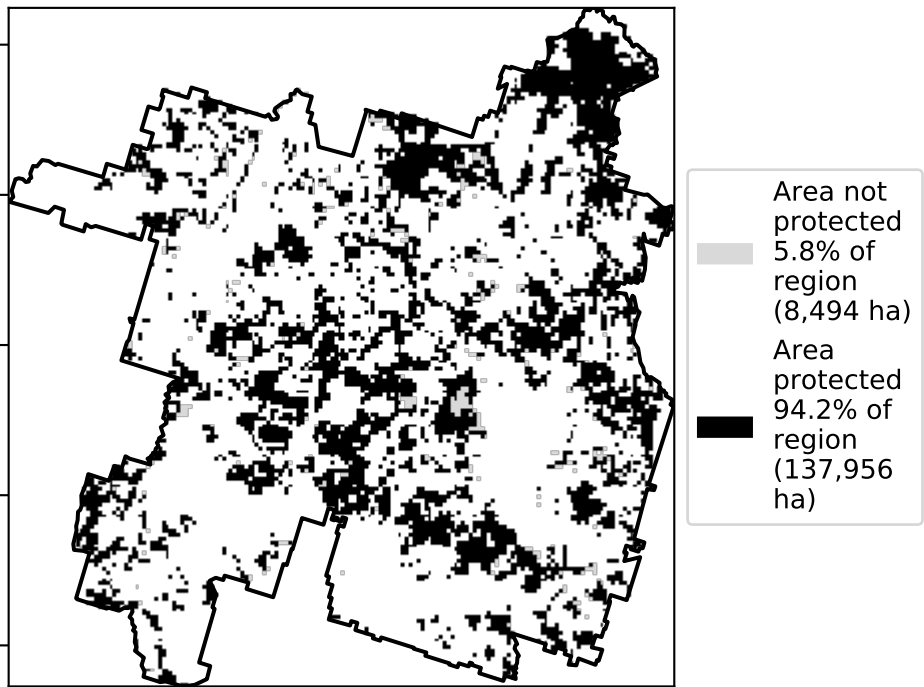 Area not
protected
5.8% of
region
(8,494 ha)
Area
protected
94.2% of
region
(137,956
ha)